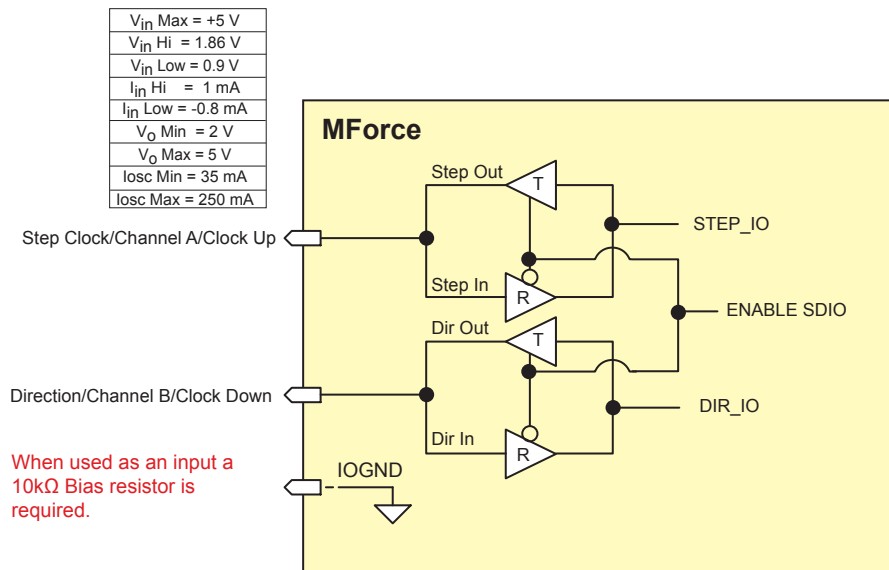 Vin Max = +5 V
Vin Hi = 1.86 V
Vin Low = 0.9 V
Iin Hi = 1 mA
Iin Low = -0.8 mA
Vo Min = 2 V
Vo Max = 5 V
Iosc Min = 35 mA
Iosc Max = 250 mA
MForce
Step Out
T
STEP_IO
Step Clock/Channel A/Clock Up
Step In
R
ENABLE SDIO
Dir Out
T
Direction/Channel B/Clock Down
DIR_IO
Dir In
R
When used as an input a
10kΩ Bias resistor is
required.
IOGND